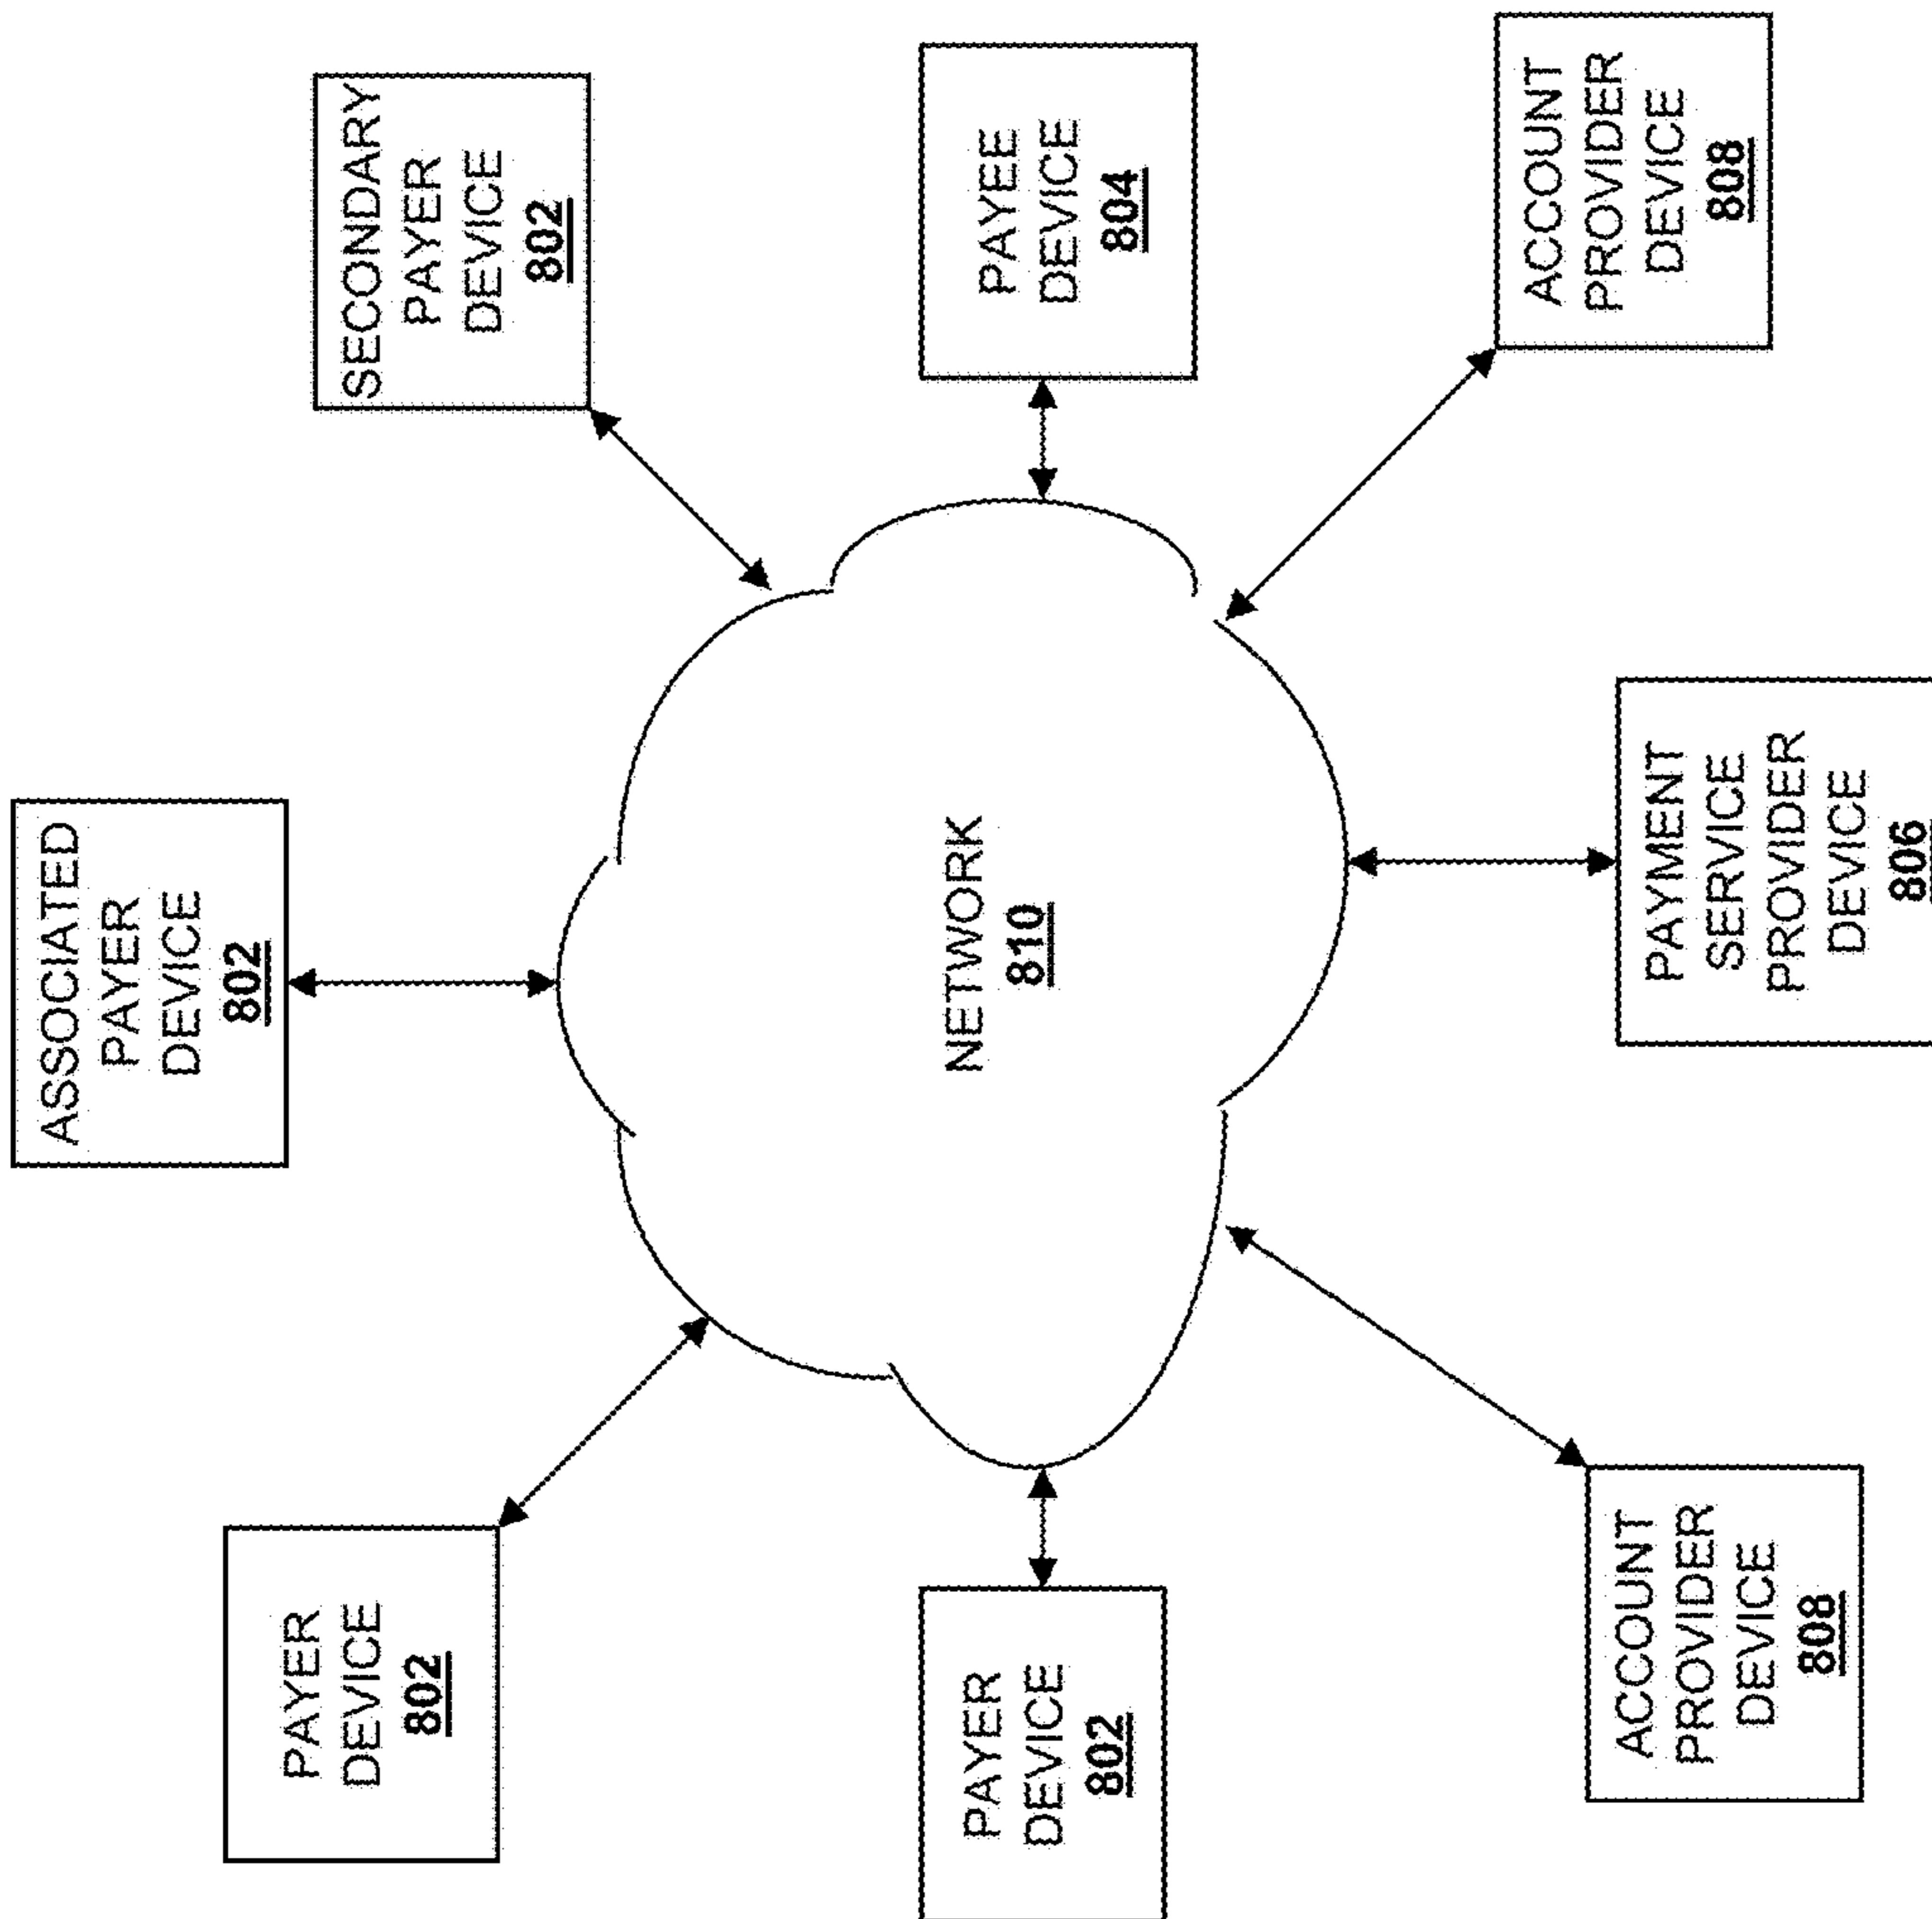 PAYER
DEVICE
802
ASSOCIATED
PAYER
DEVICE
802
SECONDARY
PAYER
DEVICE
802
PAYER
DEVICE
802
NETWORK
810
PAYEE
DEVICE
804
ACCOUNT
PROVIDER
DEVICE
808
PAYMENT
SERVICE
PROVIDER
DEVICE
806
ACCOUNT
PROVIDER
DEVICE
808